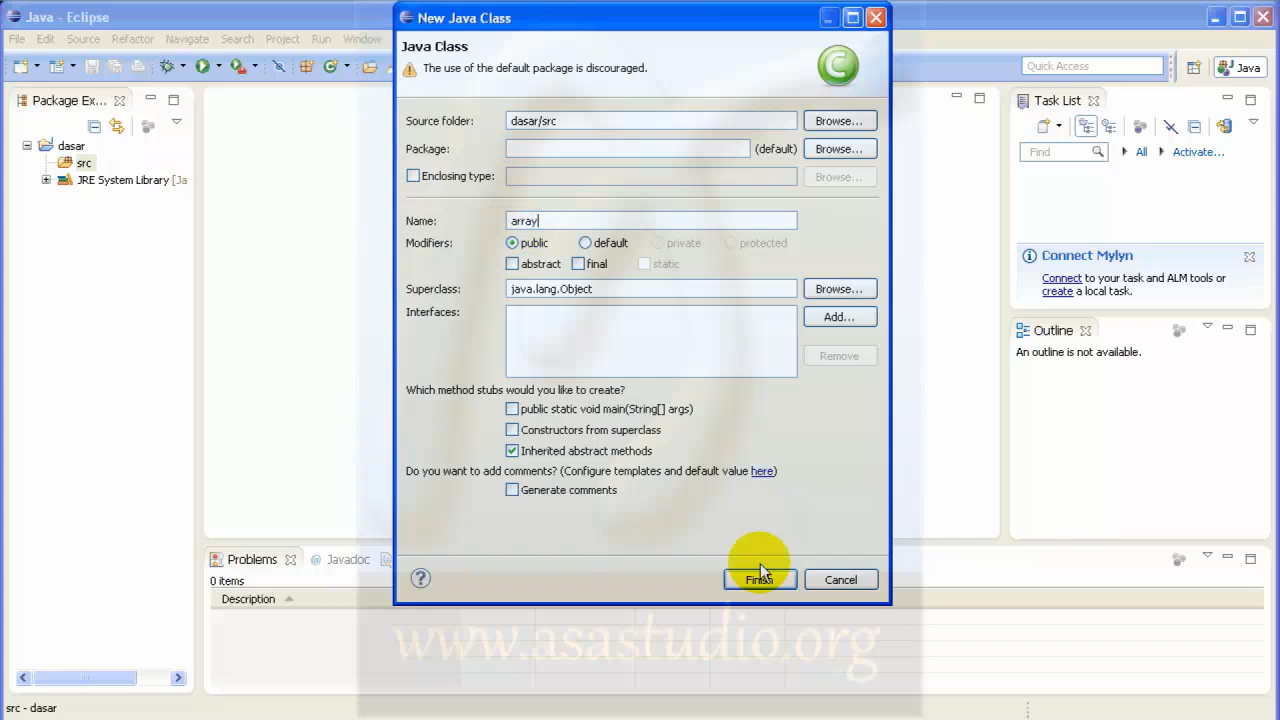 Java - Eclipse
File Edit Source Refactor Navigate Search Project Run Window
Quick Access
Java
Package Ex...
dasar
src
JRE System Library [Ja
New Java Class
Java Class
The use of the default package is discouraged.
Source folder: dasar/src Browse...
Package: (default) Browse...
Enclosing type: Browse...
Name: array
Modifiers: public default private protected
abstract final static
Superclass: java.lang.Object Browse...
Interfaces: Add...
Remove
Which method stubs would you like to create?
public static void main(String[] args)
Constructors from superclass
Inherited abstract methods
Do you want to add comments? (Configure templates and default value here)
Generate comments
Finish Cancel
Task List
Find All Activate...
Connect Mylyn
Connect to your task and ALM tools or
create a local task.
Outline
An outline is not available.
Problems @ Javadoc
0 items
Description
www.asastudio.org
src - dasar